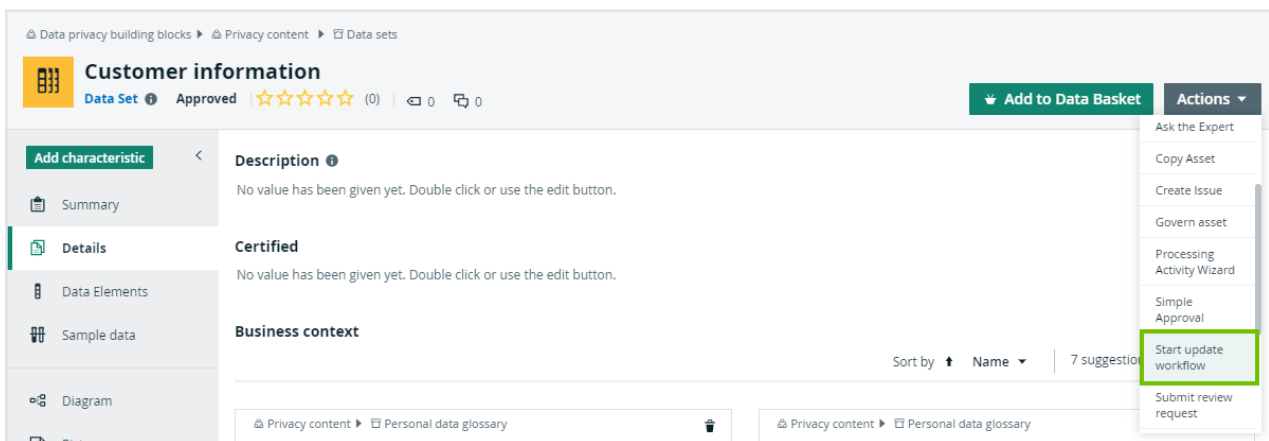 Data privacy building blocks Privacy content Data sets
Customer information
Data Set Approved (0) 0 0
Add to Data Basket Actions
Ask the Expert
Copy Asset
Create Issue
Govern asset
Processing
Activity Wizard
Simple
Approval
Start update
workflow
Submit review
request
Add characteristic
Summary
Details
Data Elements
Sample data
Diagram
Description
No value has been given yet. Double click or use the edit button.
Certified
No value has been given yet. Double click or use the edit button.
Business context
Sort by Name 7 suggestion
Privacy content Personal data glossary
Privacy content Personal data glossary